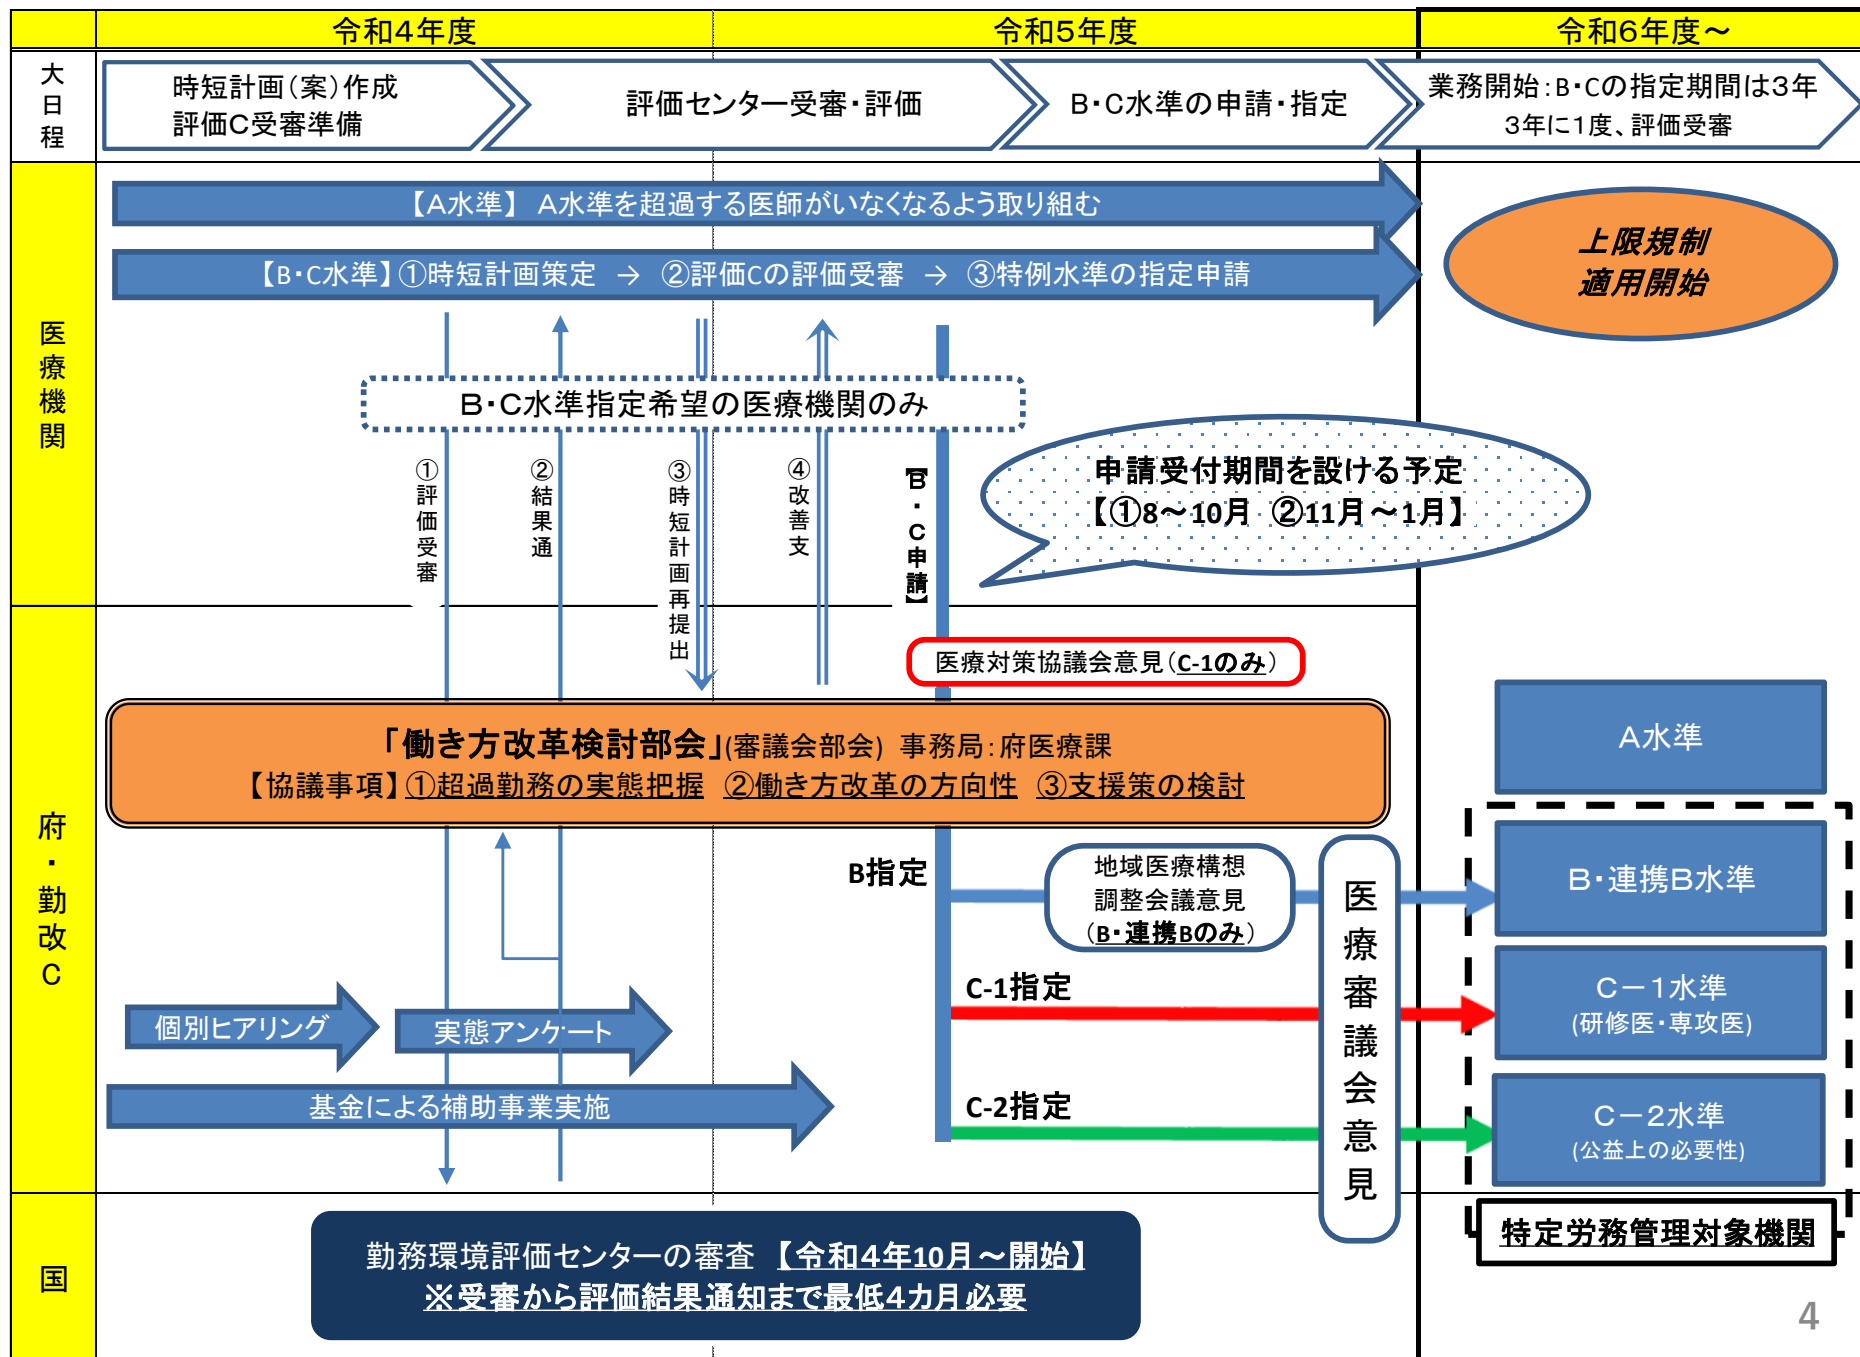 令和4年度
令和5年度
令和6年度～
大日程
時短計画（案）作成
評価C受審準備
評価センター受審・評価
B・C水準の申請・指定
業務開始：B・Cの指定期間は3年
3年に1度、評価受審
医療機関
【A水準】 A水準を超過する医師がいなくなるよう取り組む
【B・C水準】①時短計画策定 → ②評価Cの評価受審 → ③特例水準の指定申請
上限規制
適用開始
B・C水準指定希望の医療機関のみ
①評価受審
②結果通
③時短計画再提出
④改善支
【B・C申請】
申請受付期間を設ける予定
【①8～10月 ②11月～1月】
府・勤改C
医療対策協議会意見（C-1のみ）
「働き方改革検討部会」(審議会部会) 事務局：府医療課
【協議事項】①超過勤務の実態把握 ②働き方改革の方向性 ③支援策の検討
A水準
B指定
地域医療構想
調整会議意見
（B・連携Bのみ）
医療審議会意見
B・連携B水準
C-1指定
C－1水準
(研修医・専攻医)
個別ヒアリング
実態アンケート
基金による補助事業実施
C-2指定
C－2水準
(公益上の必要性)
特定労務管理対象機関
国
勤務環境評価センターの審査 【令和4年10月～開始】
※受審から評価結果通知まで最低4カ月必要
4